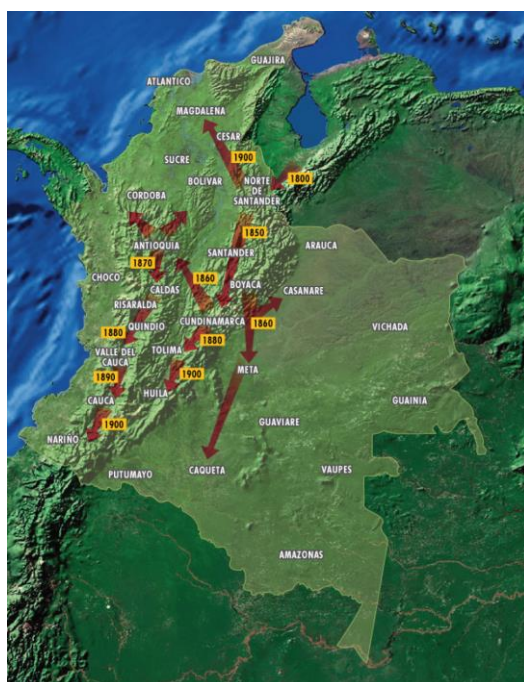 GUAJIRA
ATLANTICO
MAGDALENA
CESAR
1900
SUCRE
NORTE
DE
SANTANDER
1800
BOLIVAR
CORDOBA
1850
ANTIOQUIA
SANTANDER
ARAUCA
1870
1860
CHOCO
CALDAS
BOYACA
CASANARE
RISARALDA
CUNDINAMARCA
1860
VICHADA
1880
QUINDIO
1880
VALLE DEL
CAUCA
TOLIMA
META
1890
1900
HUILA
CAUCA
GUAINIA
1900
GUAVIARE
NARINO
CAQUETA
VAUPES
PUTUMAYO
AMAZONAS